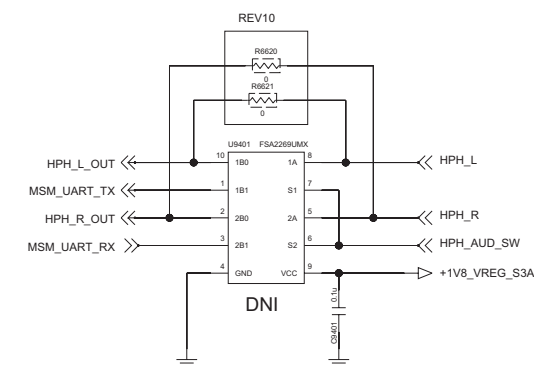 REV10
R6620
0
R6621
0
U9401 FSA2269UMX
HPH_L_OUT 10 1B0 1A 8 HPH_L
MSM_UART_TX 1 1B1 S1 7
HPH_R_OUT 2 2B0 2A 5 HPH_R
MSM_UART_RX 3 2B1 S2 6 HPH_AUD_SW
4 GND VCC 9 +1V8_VREG_S3A
DNI
0.1u
C9401